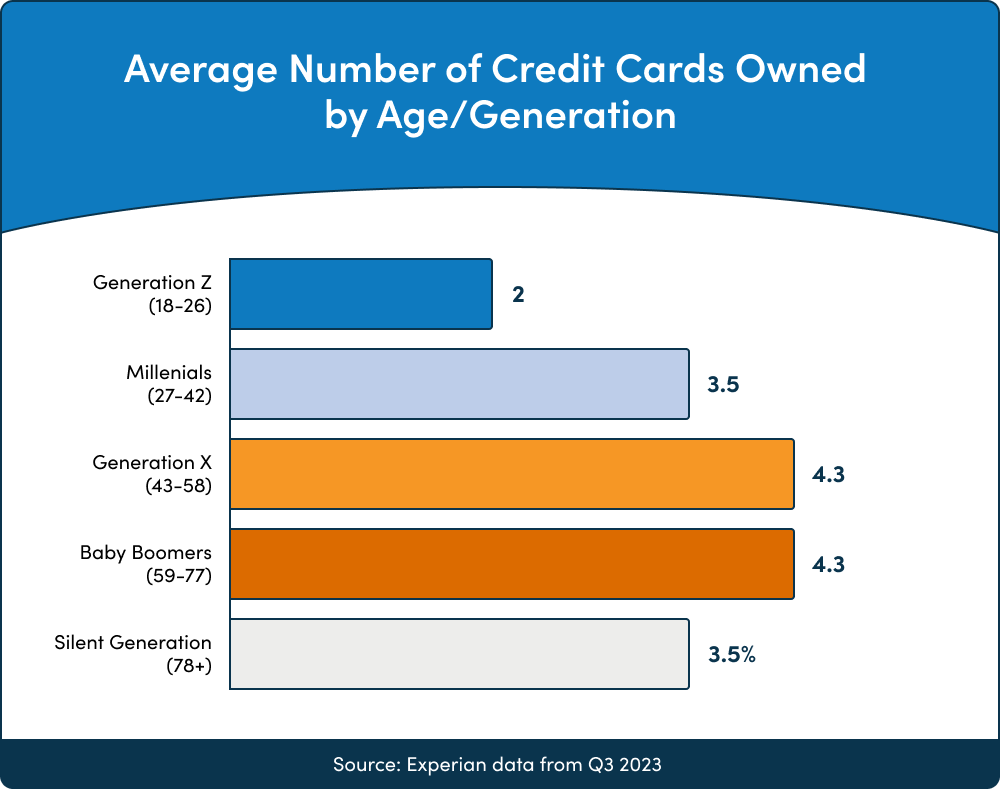 Average Number of Credit Cards Owned
by Age/Generation
Generation Z
(18-26)
2
Millenials
(27-42)
3.5
Generation X
(43-58)
4.3
Baby Boomers
(59-77)
4.3
Silent Generation
(78+)
3.5%
Source: Experian data from Q3 2023